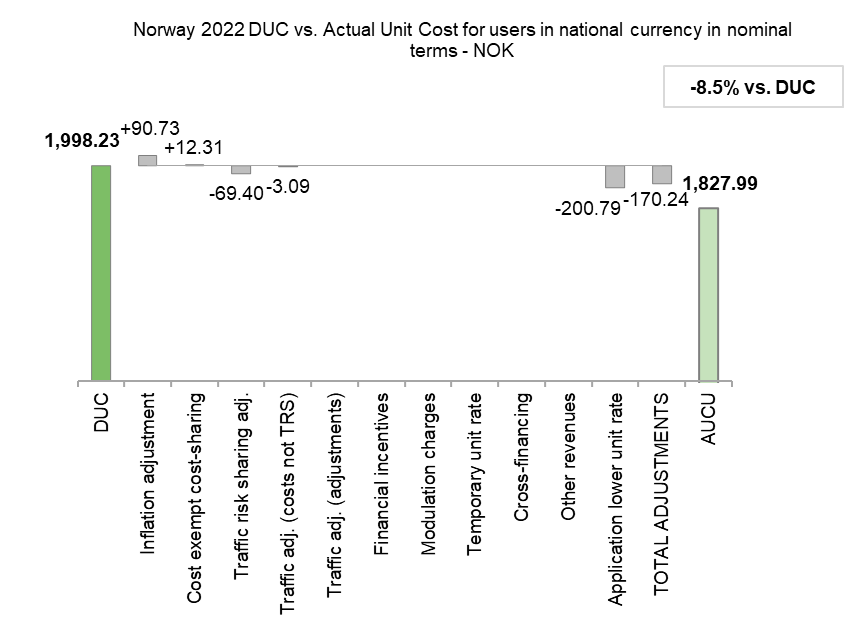 Norway 2022 DUC vs. Actual Unit Cost for users in national currency in nominal
terms - NOK
-8.5% vs. DUC
1,998.23
+90.73
+12.31
-69.40
-3.09
-200.79
-170.24
1,827.99
DUC
Inflation adjustment
Cost exempt cost-sharing
Traffic risk sharing adj.
Traffic adj. (costs not TRS)
Traffic adj. (adjustments)
Financial incentives
Modulation charges
Temporary unit rate
Cross-financing
Other revenues
Application lower unit rate
TOTAL ADJUSTMENTS
AUCU